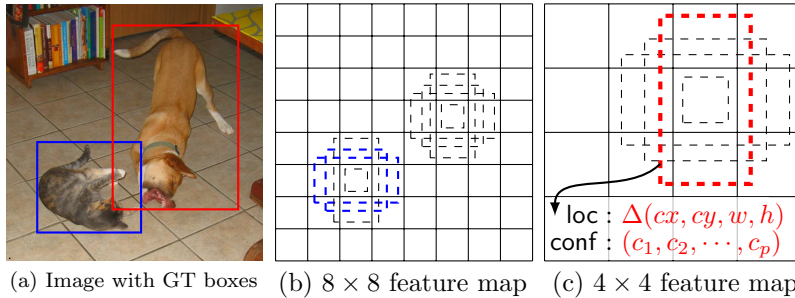 loc : Δ(cx, cy, w, h)
conf : (c₁, c₂, ⋯, cₚ)
(a) Image with GT boxes
(b) 8 × 8 feature map
(c) 4 × 4 feature map